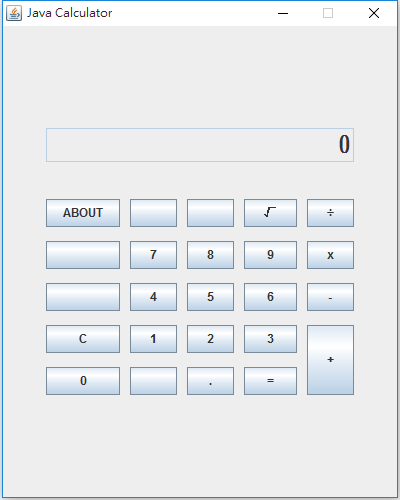 Java Calculator
0
ABOUT √ ÷
7 8 9 x
4 5 6 -
C 1 2 3
+
0 . =